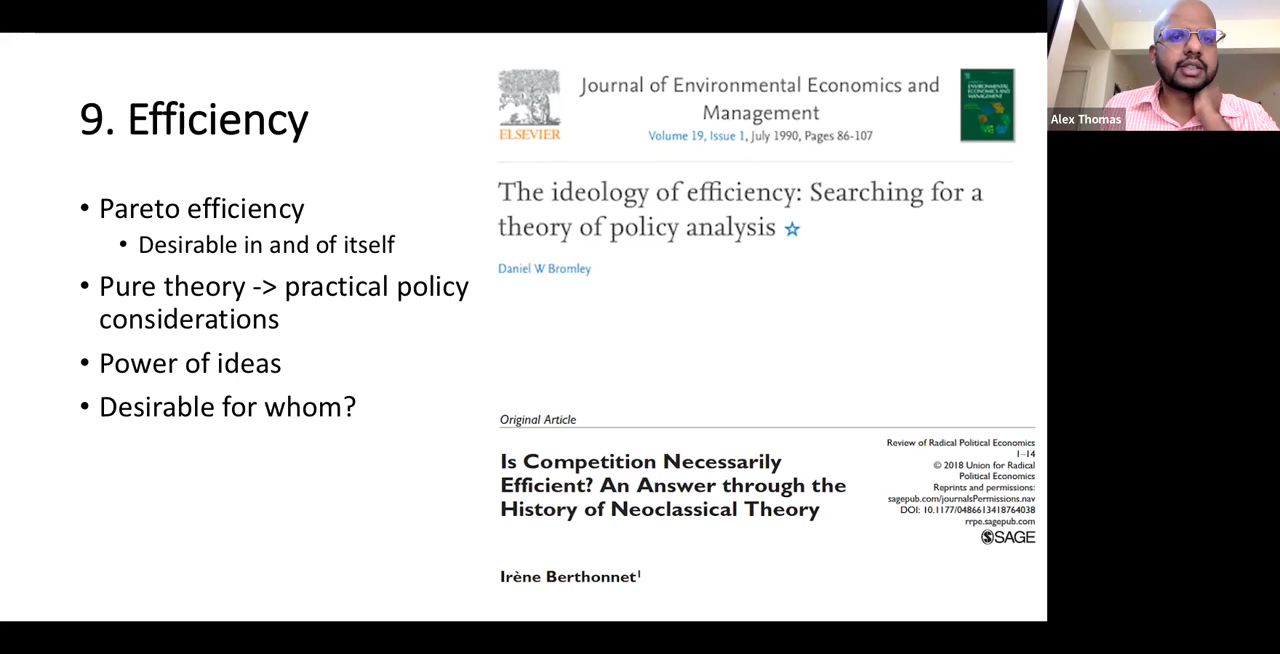 9. Efficiency
• Pareto efficiency
• Desirable in and of itself
• Pure theory -> practical policy
considerations
• Power of ideas
• Desirable for whom?
ELSEVIER
Journal of Environmental Economics and
Management
Volume 19, Issue 1, July 1990, Pages 86-107
The ideology of efficiency: Searching for a
theory of policy analysis ☆
Daniel W Bromley
Original Article
Is Competition Necessarily
Efficient? An Answer through the
History of Neoclassical Theory
Review of Radical Political Economics
1–14
© 2018 Union for Radical
Political Economics
Reprints and permissions:
sagepub.com/journalsPermissions.nav
DOI: 10.1177/0486613418764038
rrpe.sagepub.com
SAGE
Irène Berthonnet¹
Alex Thomas